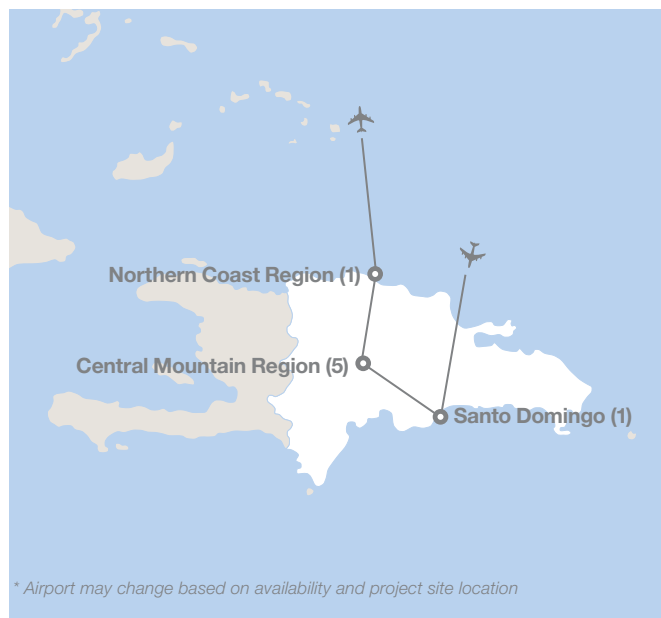 Northern Coast Region (1)
Central Mountain Region (5)
Santo Domingo (1)
* Airport may change based on availability and project site location